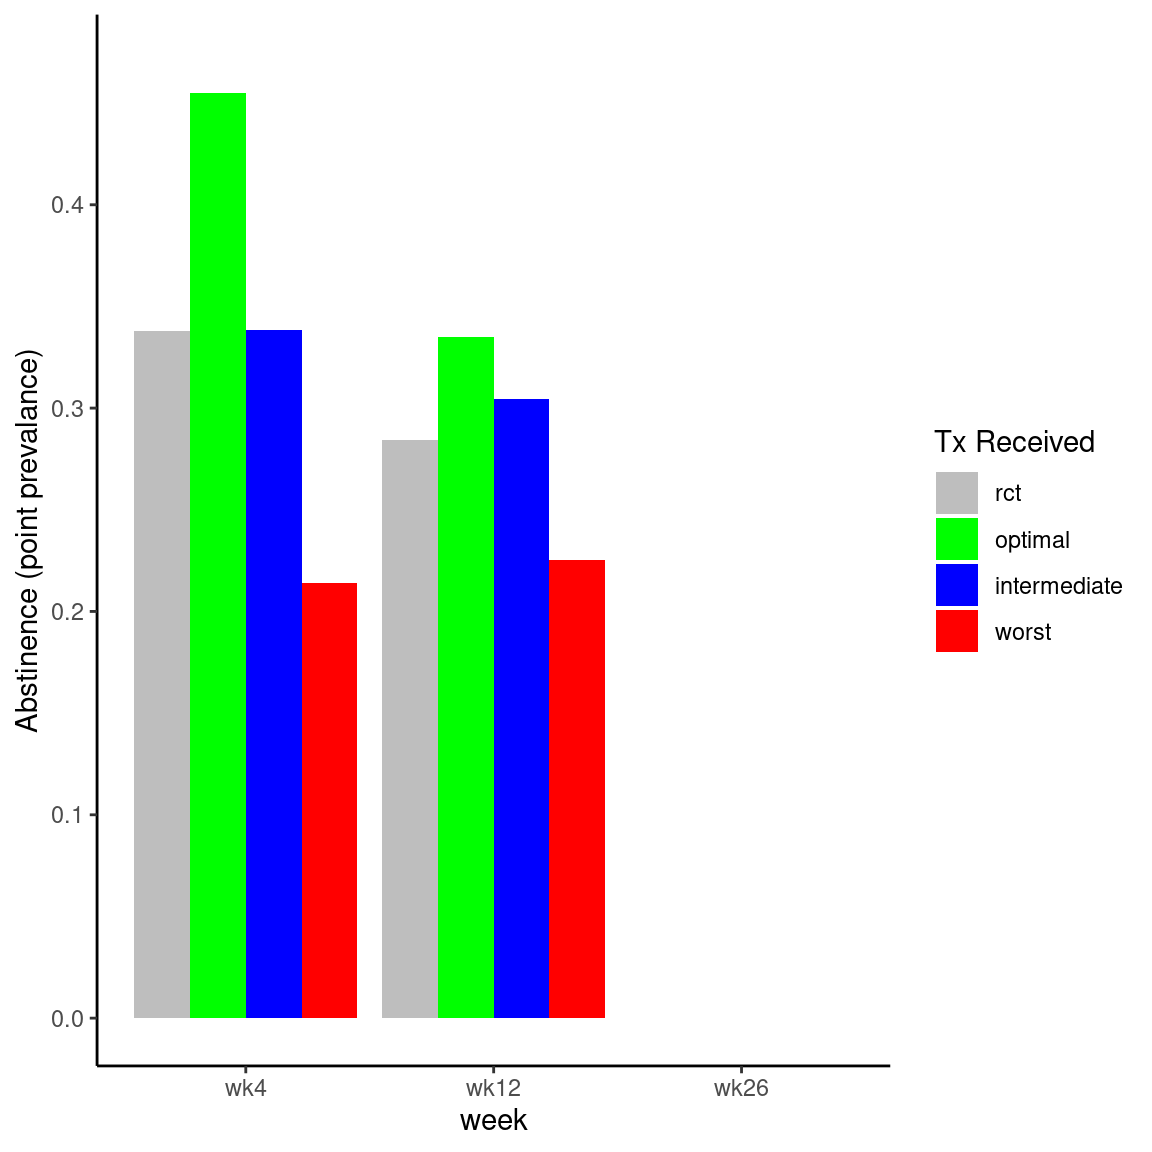 Abstinence (point prevalance)
0.4
0.3
0.2
0.1
0.0
wk4
wk12
wk26
week
Tx Received
rct
optimal
intermediate
worst